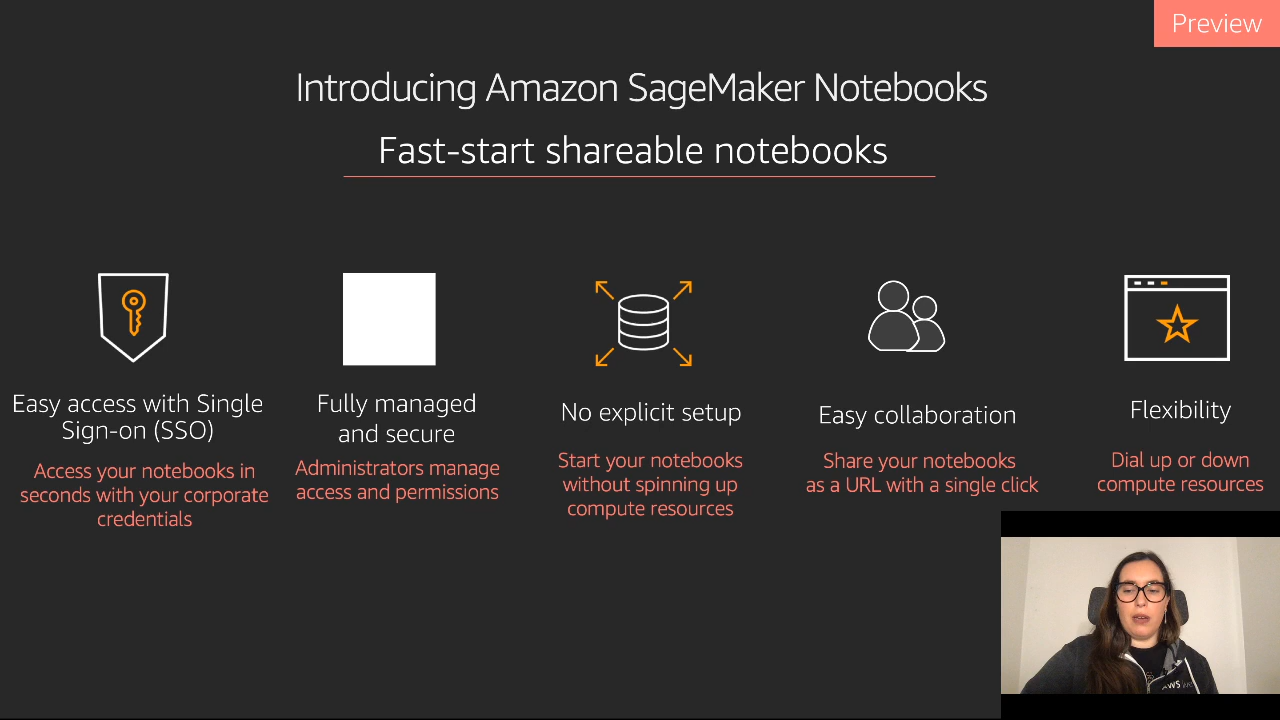 Preview
Introducing Amazon SageMaker Notebooks
Fast-start shareable notebooks
Easy access with Single
Sign-on (SSO)
Access your notebooks in
seconds with your corporate
credentials
Fully managed
and secure
Administrators manage
access and permissions
No explicit setup
Start your notebooks
without spinning up
compute resources
Easy collaboration
Share your notebooks
as a URL with a single click
Flexibility
Dial up or down
compute resources